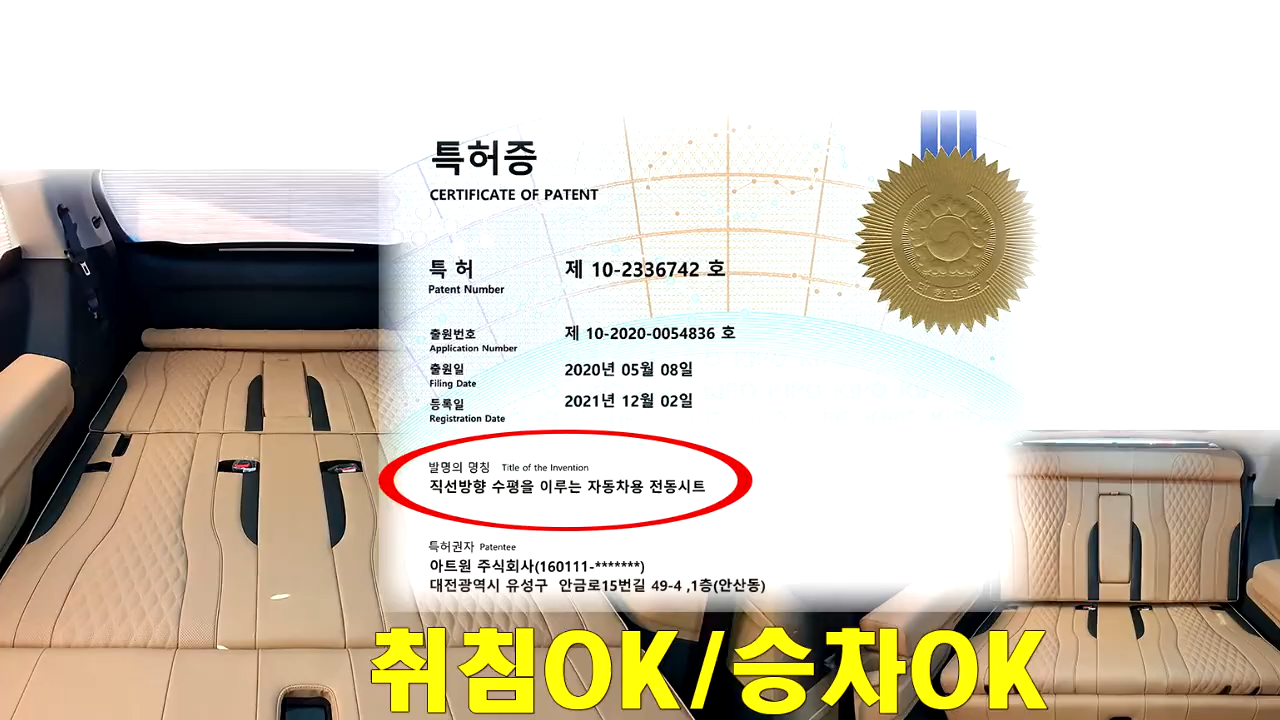 특허증
CERTIFICATE OF PATENT
특 허 제 10-2336742 호
Patent Number
출원번호 제 10-2020-0054836 호
Application Number
출원일 2020년 05월 08일
Filing Date
등록일 2021년 12월 02일
Registration Date
발명의 명칭 Title of the Invention
직선방향 수평을 이루는 자동차용 전동시트
특허권자 Patentee
아트원 주식회사(160111-*******)
대전광역시 유성구 안금로15번길 49-4 ,1층(안산동)
취침OK/승차OK